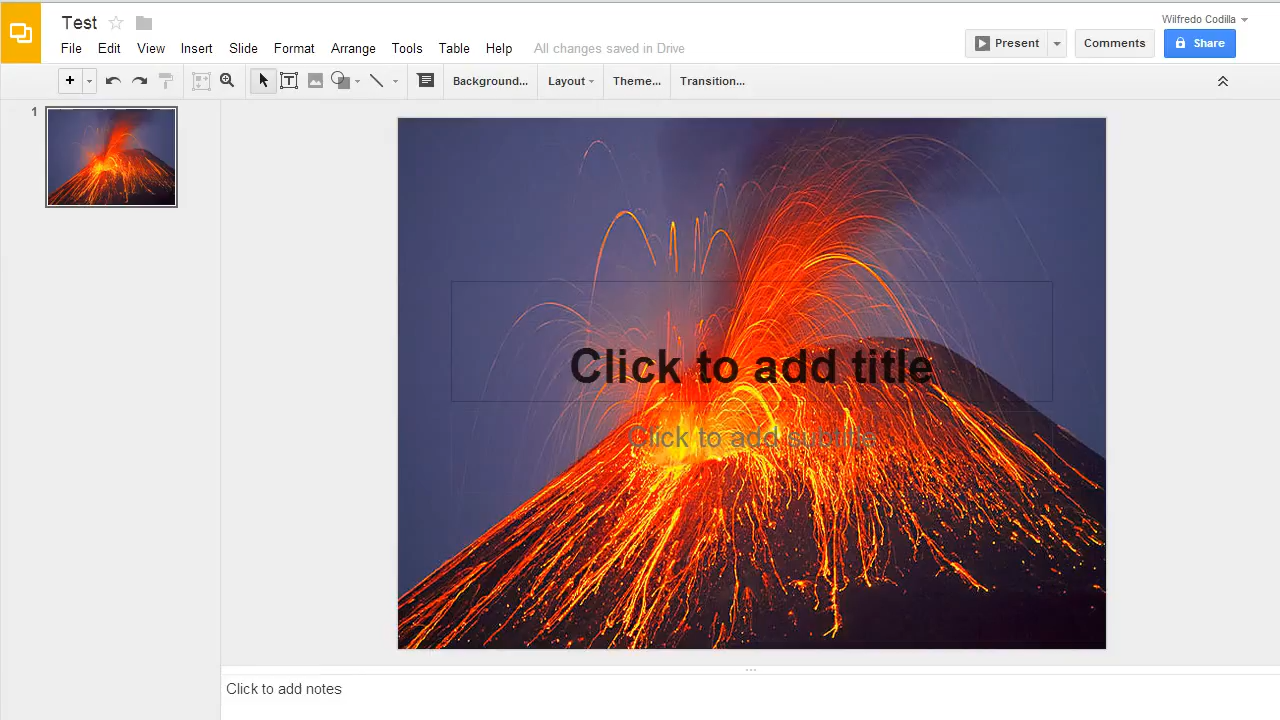 Test
Wilfredo Codilla
File Edit View Insert Slide Format Arrange Tools Table Help All changes saved in Drive
Present Comments Share
Background... Layout Theme... Transition...
1
Click to add title
Click to add subtitle
Click to add notes